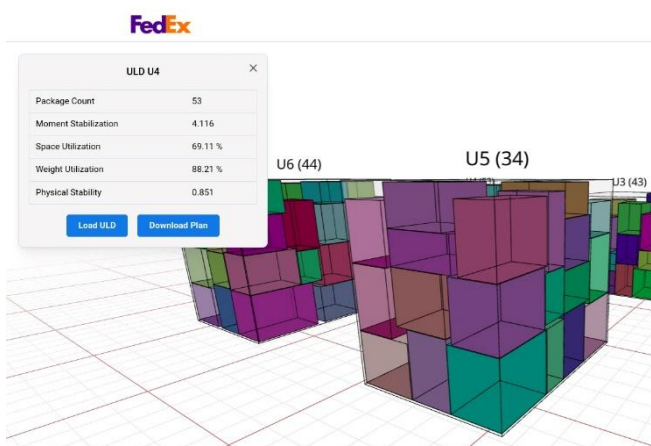 FedEx
ULD U4
×
Package Count 53
Moment Stabilization 4.116
Space Utilization 69.11 %
Weight Utilization 88.21 %
Physical Stability 0.851
Load ULD Download Plan
U6 (44)
U5 (34)
U3 (43)